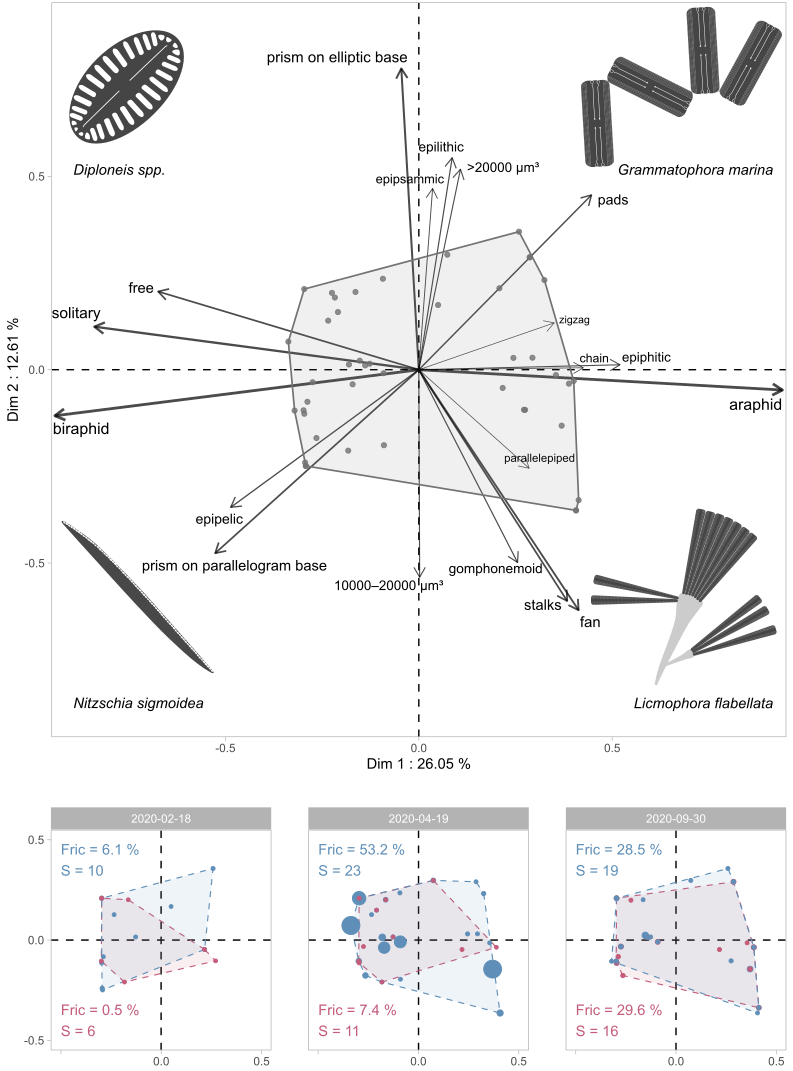 prism on elliptic base
epilithic
>20000 µm³
epipsammic
Diploneis spp.
Grammatophora marina
0.5
pads
free
solitary
zigzag
chain
epiphitic
0.0
araphid
biraphid
parallelepiped
epipelic
prism on parallelogram base
gomphonemoid
10000–20000 µm³
stalks
fan
-0.5
Nitzschia sigmoidea
Licmophora flabellata
Dim 2 : 12.61 %
-0.5
0.0
0.5
Dim 1 : 26.05 %
2020-02-18
2020-04-19
2020-09-30
0.5
0.0
-0.5
Fric = 6.1 %
S = 10
Fric = 0.5 %
S = 6
Fric = 53.2 %
S = 23
Fric = 7.4 %
S = 11
Fric = 28.5 %
S = 19
Fric = 29.6 %
S = 16
0.0
0.5
0.0
0.5
0.0
0.5